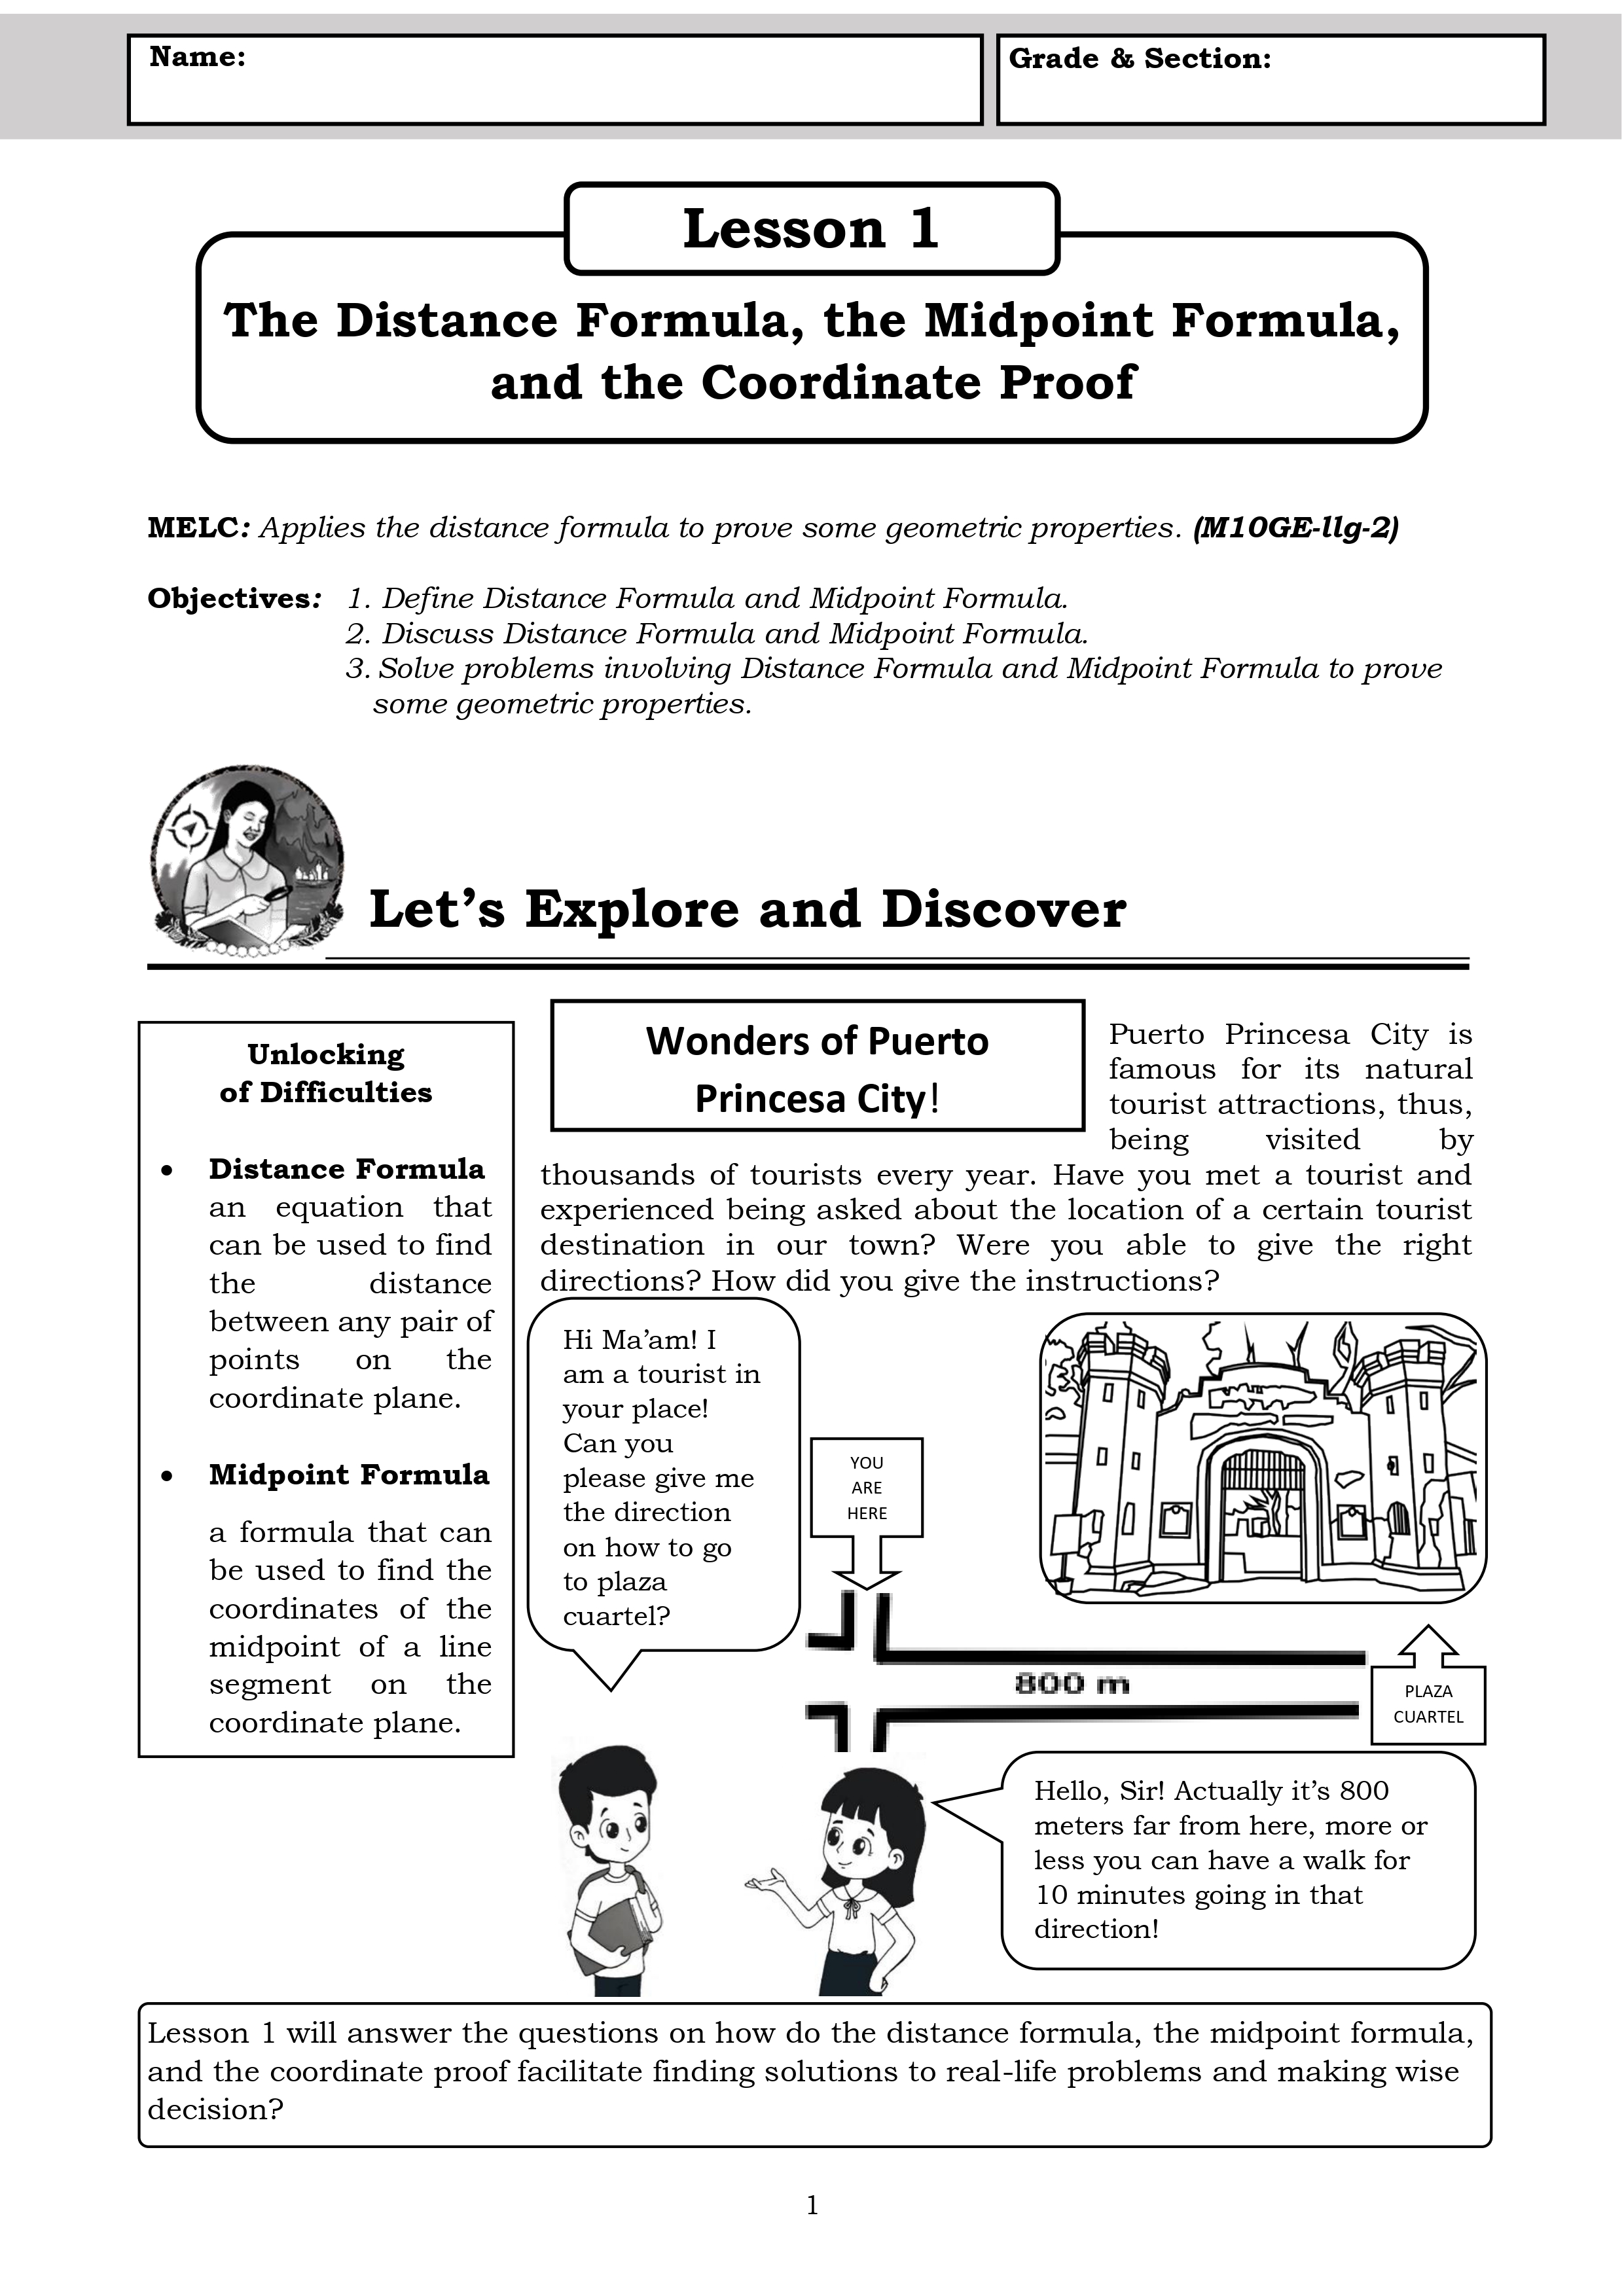 Name:
Grade & Section:
Lesson 1
The Distance Formula, the Midpoint Formula,
and the Coordinate Proof
MELC: Applies the distance formula to prove some geometric properties. (M10GE-llg-2)
Objectives: 1. Define Distance Formula and Midpoint Formula.
2. Discuss Distance Formula and Midpoint Formula.
3. Solve problems involving Distance Formula and Midpoint Formula to prove
some geometric properties.
Let’s Explore and Discover
Unlocking
of Difficulties
• Distance Formula
an equation that
can be used to find
the distance
between any pair of
points on the
coordinate plane.
• Midpoint Formula
a formula that can
be used to find the
coordinates of the
midpoint of a line
segment on the
coordinate plane.
Wonders of Puerto
Princesa City!
Puerto Princesa City is
famous for its natural
tourist attractions, thus,
being visited by
thousands of tourists every year. Have you met a tourist and
experienced being asked about the location of a certain tourist
destination in our town? Were you able to give the right
directions? How did you give the instructions?
Hi Ma’am! I
am a tourist in
your place!
Can you
please give me
the direction
on how to go
to plaza
cuartel?
YOU
ARE
HERE
800 m
PLAZA
CUARTEL
Hello, Sir! Actually it’s 800
meters far from here, more or
less you can have a walk for
10 minutes going in that
direction!
Lesson 1 will answer the questions on how do the distance formula, the midpoint formula,
and the coordinate proof facilitate finding solutions to real-life problems and making wise
decision?
1